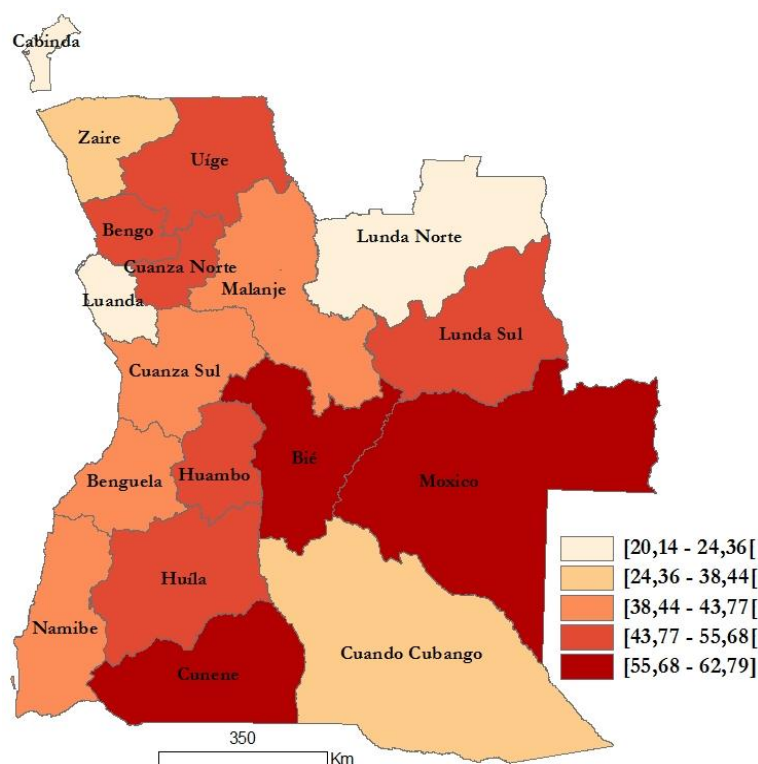 Cabinda
Zaire
Uíge
Bengo
Cuanza Norte
Lunda Norte
Luanda
Malanje
Lunda Sul
Cuanza Sul
Bié
Huambo
Benguela
Moxico
Huíla
Namibe
Cunene
Cuando Cubango
[20,14 - 24,36[
[24,36 - 38,44[
[38,44 - 43,77[
[43,77 - 55,68[
[55,68 - 62,79]
350
Km